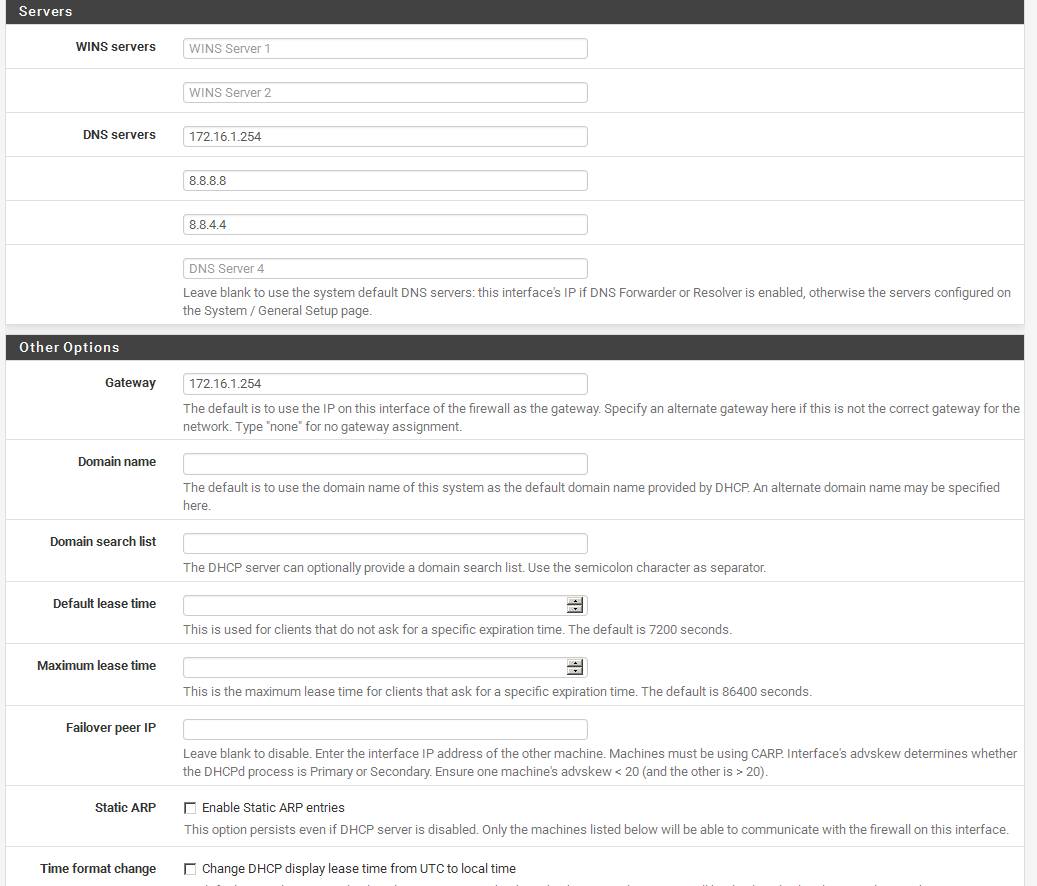 Servers
WINS servers
WINS Server 1
WINS Server 2
DNS servers
172.16.1.254
8.8.8.8
8.8.4.4
DNS Server 4
Leave blank to use the system default DNS servers: this interface's IP if DNS Forwarder or Resolver is enabled, otherwise the servers configured on
the System / General Setup page.
Other Options
Gateway
172.16.1.254
The default is to use the IP on this interface of the firewall as the gateway. Specify an alternate gateway here if this is not the correct gateway for the
network. Type "none" for no gateway assignment.
Domain name
The default is to use the domain name of this system as the default domain name provided by DHCP. An alternate domain name may be specified
here.
Domain search list
The DHCP server can optionally provide a domain search list. Use the semicolon character as separator.
Default lease time
This is used for clients that do not ask for a specific expiration time. The default is 7200 seconds.
Maximum lease time
This is the maximum lease time for clients that ask for a specific expiration time. The default is 86400 seconds.
Failover peer IP
Leave blank to disable. Enter the interface IP address of the other machine. Machines must be using CARP. Interface's advskew determines whether
the DHCPd process is Primary or Secondary. Ensure one machine's advskew < 20 (and the other is > 20).
Static ARP
Enable Static ARP entries
This option persists even if DHCP server is disabled. Only the machines listed below will be able to communicate with the firewall on this interface.
Time format change
Change DHCP display lease time from UTC to local time